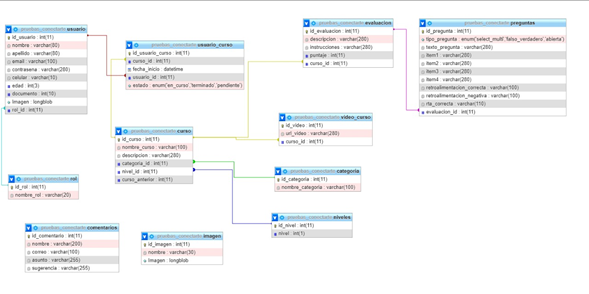 usuario
id_usuario : int(11)
nombre : varchar(80)
apellido : varchar(80)
email : varchar(100)
contrasena : varchar(280)
celular : varchar(10)
edad : int(3)
documento : int(10)
imagen : longblob
rol_id : int(11)
usuario_curso
id_usuario_curso : int(11)
curso_id : int(11)
fecha_inicio : datetime
usuario_id : int(11)
estado : enum('en_curso','terminado','pendiente')
evaluacion
id_evaluacion : int(11)
descripcion : varchar(280)
instrucciones : varchar(280)
puntaje : int(11)
curso_id : int(11)
preguntas
id_pregunta : int(11)
tipo_pregunta : enum('select_mult','falso_verdadero','abierta')
texto_pregunta : varchar(280)
item1 : varchar(280)
item2 : varchar(280)
item3 : varchar(280)
item4 : varchar(280)
retroalimentacion_correcta : varchar(100)
retroalimentacion_negativa : varchar(100)
rta_correcta : varchar(110)
evaluacion_id : int(11)
curso
id_curso : int(11)
nombre_curso : varchar(100)
descripcion : varchar(280)
categoria_id : int(11)
nivel_id : int(11)
curso_anterior : int(11)
video_curso
id_video : int(11)
url_video : varchar(280)
curso_id : int(11)
rol
id_rol : int(11)
nombre_rol : varchar(20)
categoria
id_categoria : int(11)
nombre_categoria : varchar(100)
niveles
id_nivel : int(11)
nivel : int(1)
comentarios
id_comentario : int(11)
nombre : varchar(200)
correo : varchar(100)
asunto : varchar(255)
sugerencia : varchar(255)
imagen
id_imagen : int(11)
nombre : varchar(30)
imagen : longblob